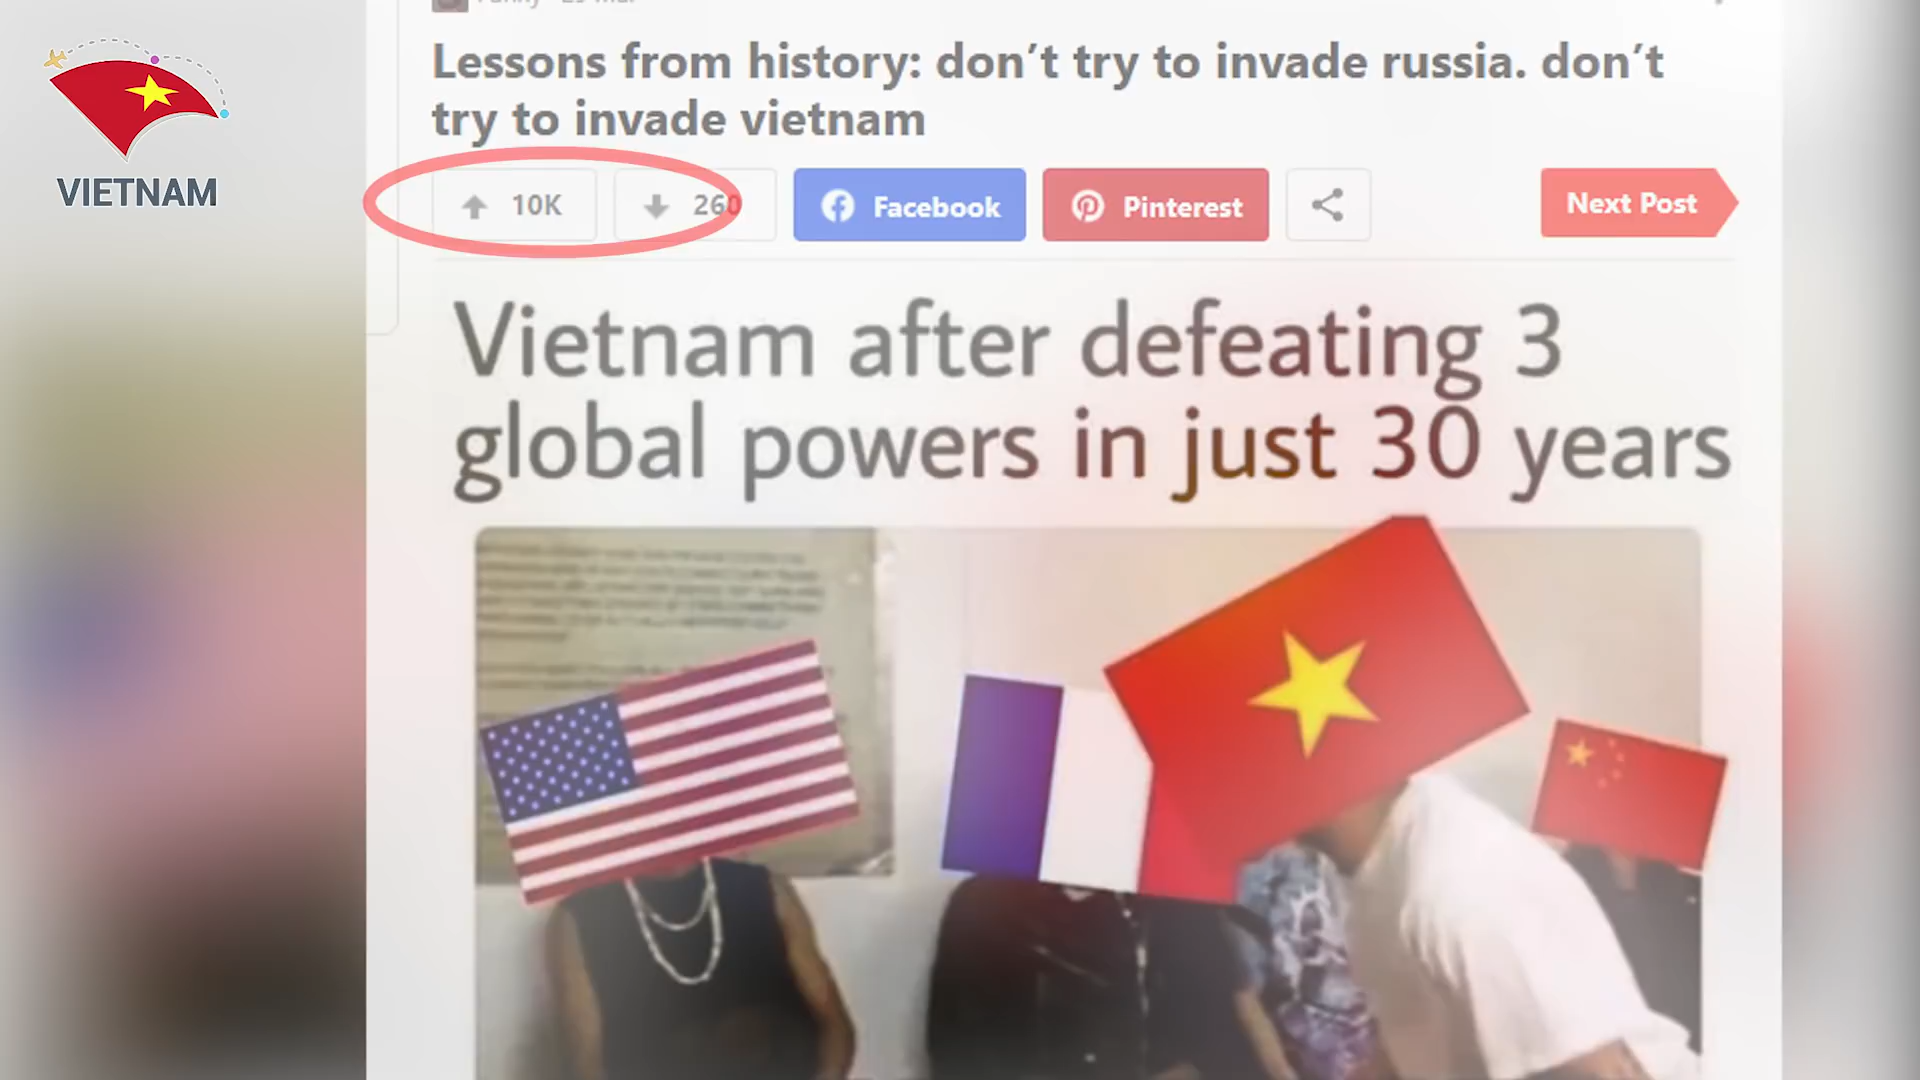 VIETNAM
Lessons from history: don't try to invade russia. don't
try to invade vietnam
10K
260
Facebook
Pinterest
Next Post
Vietnam after defeating 3
global powers in just 30 years